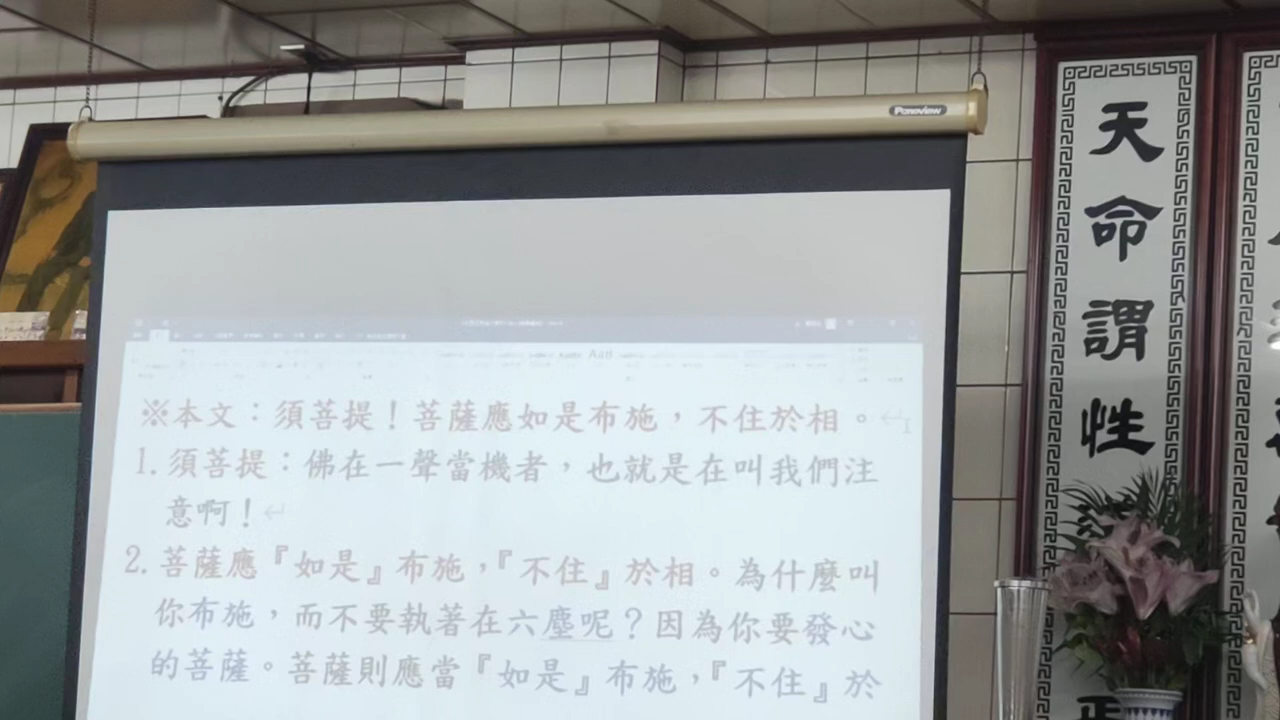 Panoview
※本文：須菩提！菩薩應如是布施，不住於相。
1.須菩提：佛在一聲當機者，也就是在叫我們注
意啊！
2.菩薩應『如是』布施，『不住』於相。為什麼叫
你布施，而不要執著在六塵呢？因為你要發心
的菩薩。菩薩則應當『如是』布施，『不住』於
天命謂性